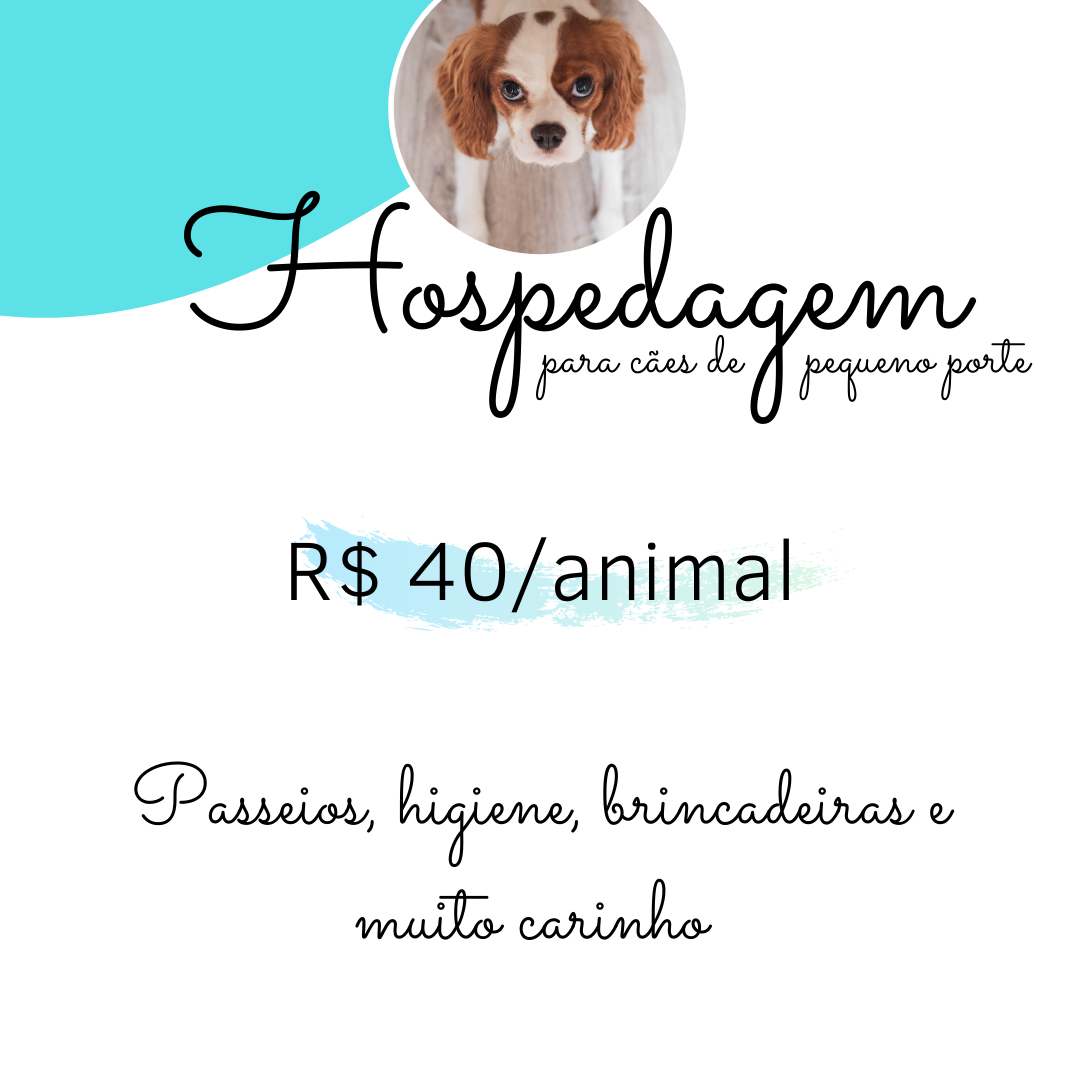 Hospedagem
para cães de pequeno porte
R$ 40/animal
Passeios, higiene, brincadeiras e
muito carinho